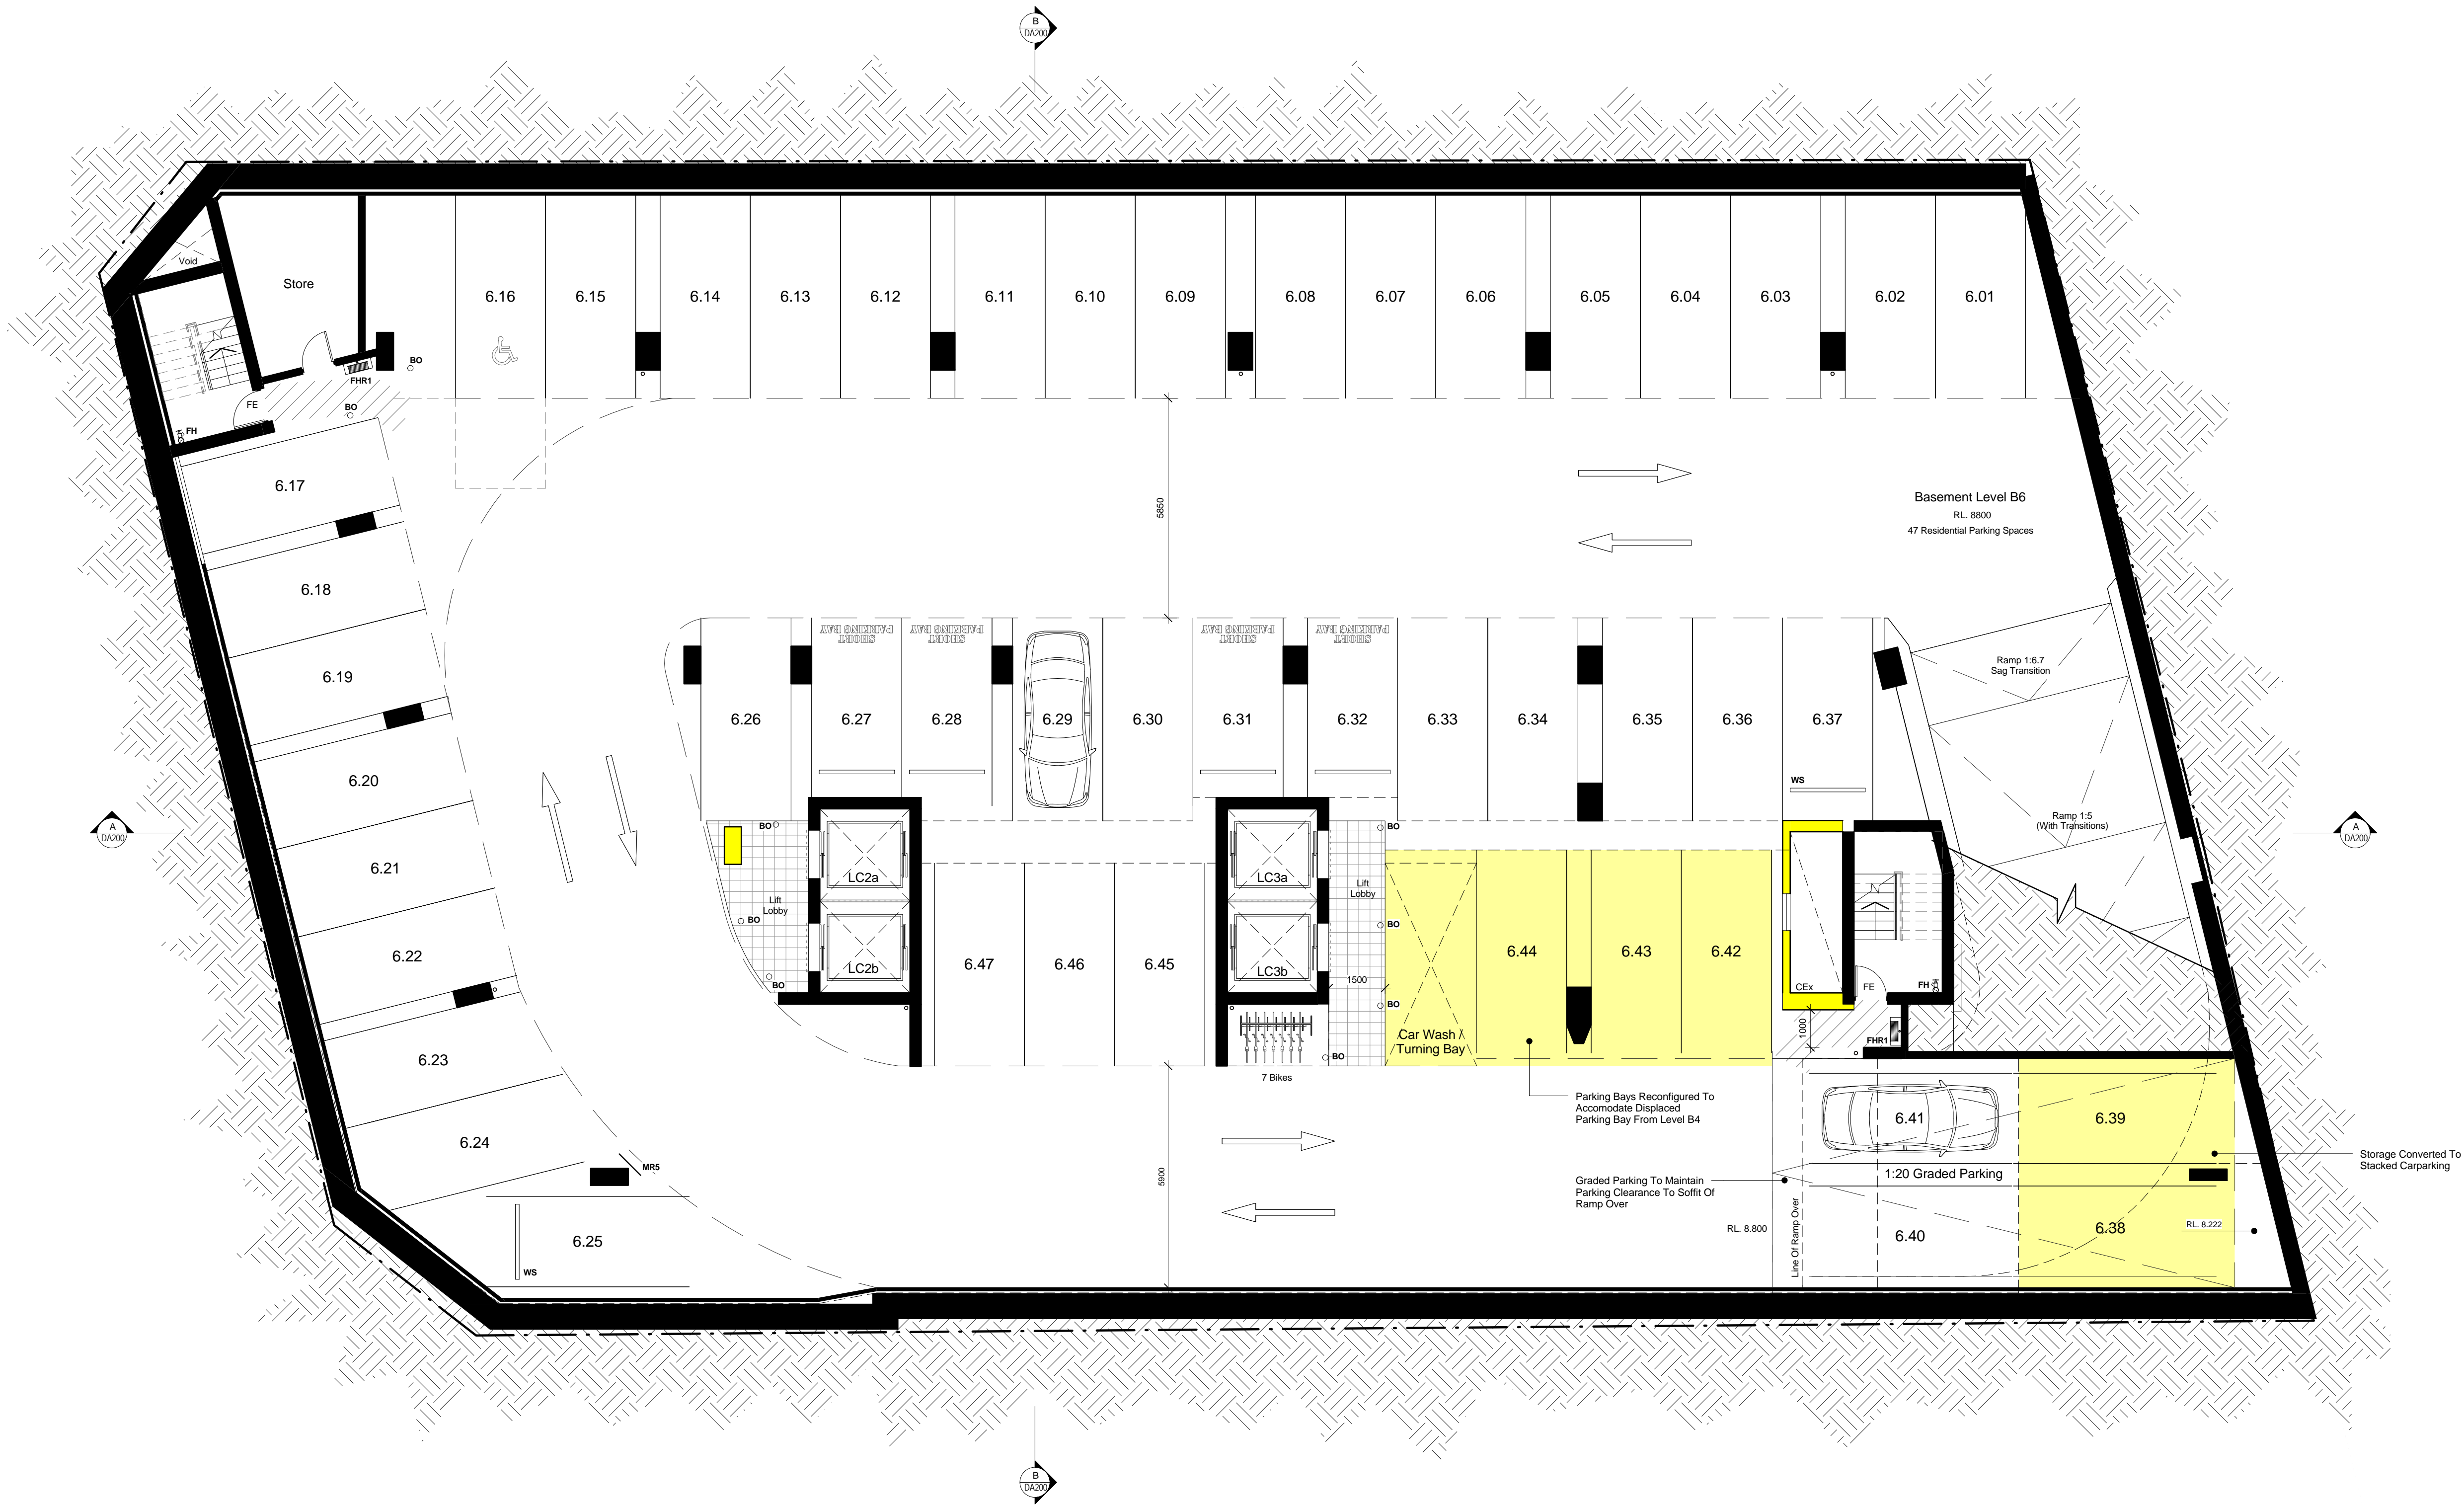 B
DA200
Void
Store
6.16
6.15
6.14
6.13
6.12
6.11
6.10
6.09
6.08
6.07
6.06
6.05
6.04
6.03
6.02
6.01
BO
FHR1
FE
BO
FH
6.17
6.18
6.19
6.20
6.21
6.22
6.23
6.24
MR5
6.25
WS
5850
Basement Level B6
RL. 8800
47 Residential Parking Spaces
SHORT
PARKING BAY
SHORT
PARKING BAY
SHORT
PARKING BAY
SHORT
PARKING BAY
6.26
6.27
6.28
6.29
6.30
6.31
6.32
6.33
6.34
6.35
6.36
6.37
WS
Ramp 1:6.7
Sag Transition
Ramp 1:5
(With Transitions)
A
DA200
A
DA200
BO
LC2a
Lift
Lobby
BO
LC2b
BO
6.47
6.46
6.45
LC3a
LC3b
BO
Lift
Lobby
BO
1500
BO
BO
7 Bikes
Car Wash /
Turning Bay
6.44
6.43
6.42
CEx
FE
FH
1000
FHR1
Parking Bays Reconfigured To
Accomodate Displaced
Parking Bay From Level B4
Graded Parking To Maintain
Parking Clearance To Soffit Of
Ramp Over
RL. 8.800
Line Of Ramp Over
6.41
1:20 Graded Parking
6.40
6.39
6.38
RL. 8.222
Storage Converted To
Stacked Carparking
5900
B
DA200